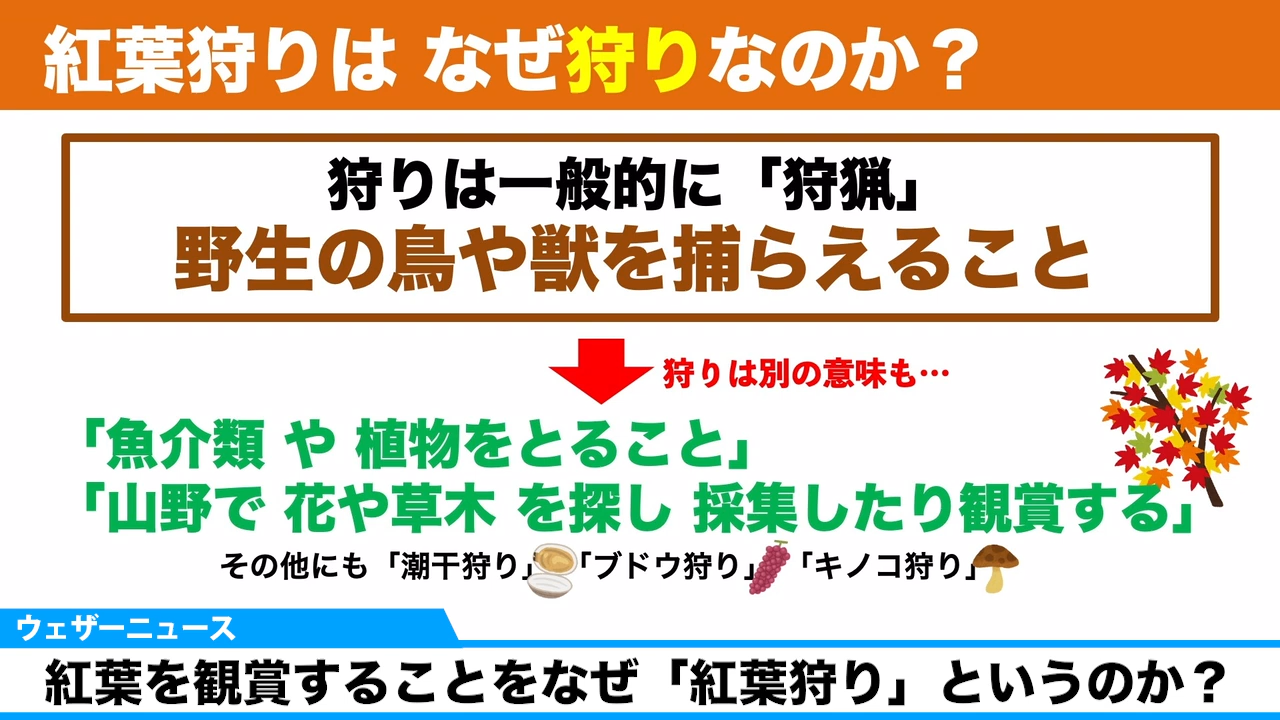 紅葉狩りは なぜ狩りなのか？
狩りは一般的に「狩猟」
野生の鳥や獣を捕らえること
狩りは別の意味も…
「魚介類 や 植物をとること」
「山野で 花や草木 を探し 採集したり観賞する」
その他にも「潮干狩り」「ブドウ狩り」「キノコ狩り」
ウェザーニュース
紅葉を観賞することをなぜ「紅葉狩り」というのか？